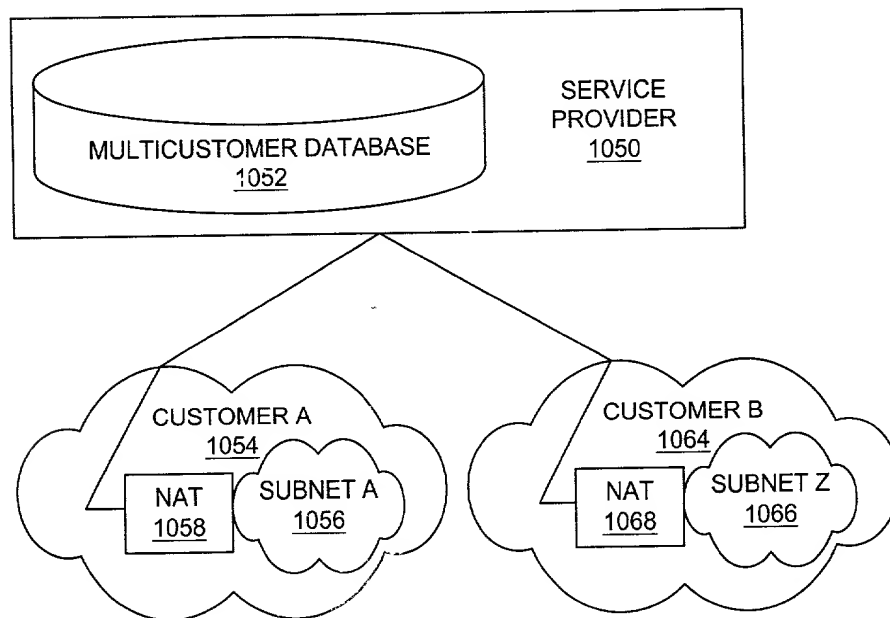 SERVICE
PROVIDER
1050
MULTICUSTOMER DATABASE
1052
CUSTOMER A
1054
NAT
1058
SUBNET A
1056
CUSTOMER B
1064
NAT
1068
SUBNET Z
1066